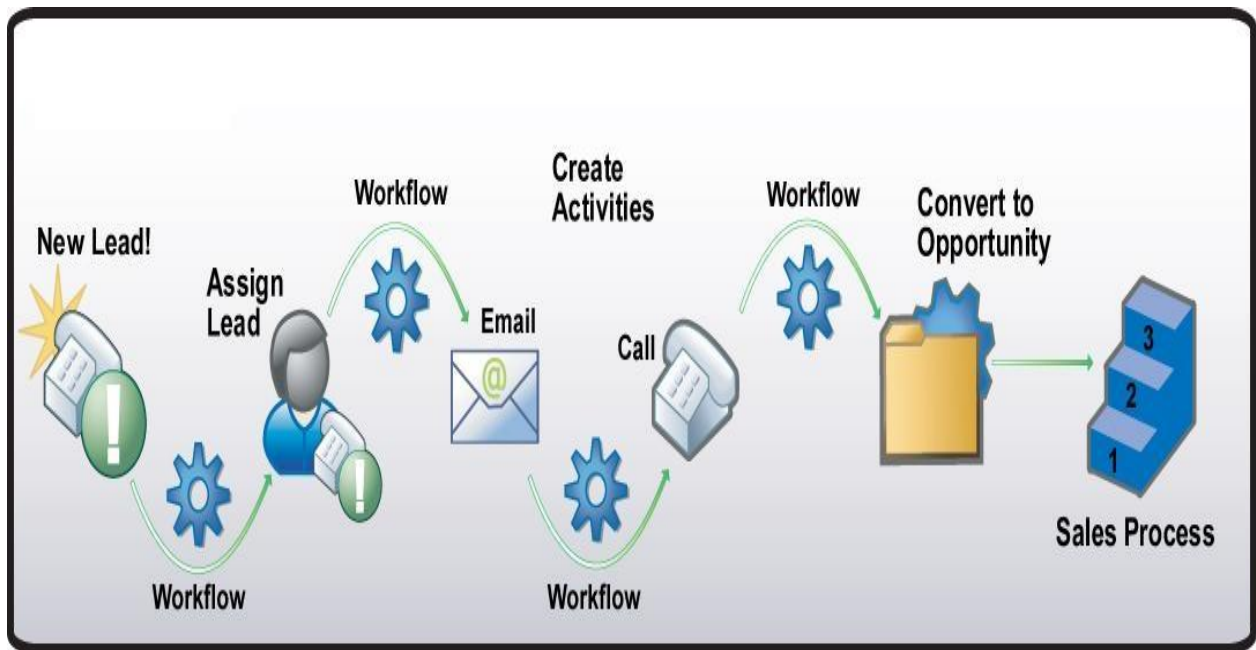 New Lead!
Workflow
Assign
Lead
Workflow
Create
Activities
Email
Workflow
Call
Workflow
Convert to
Opportunity
1
2
3
Sales Process
@
!
!